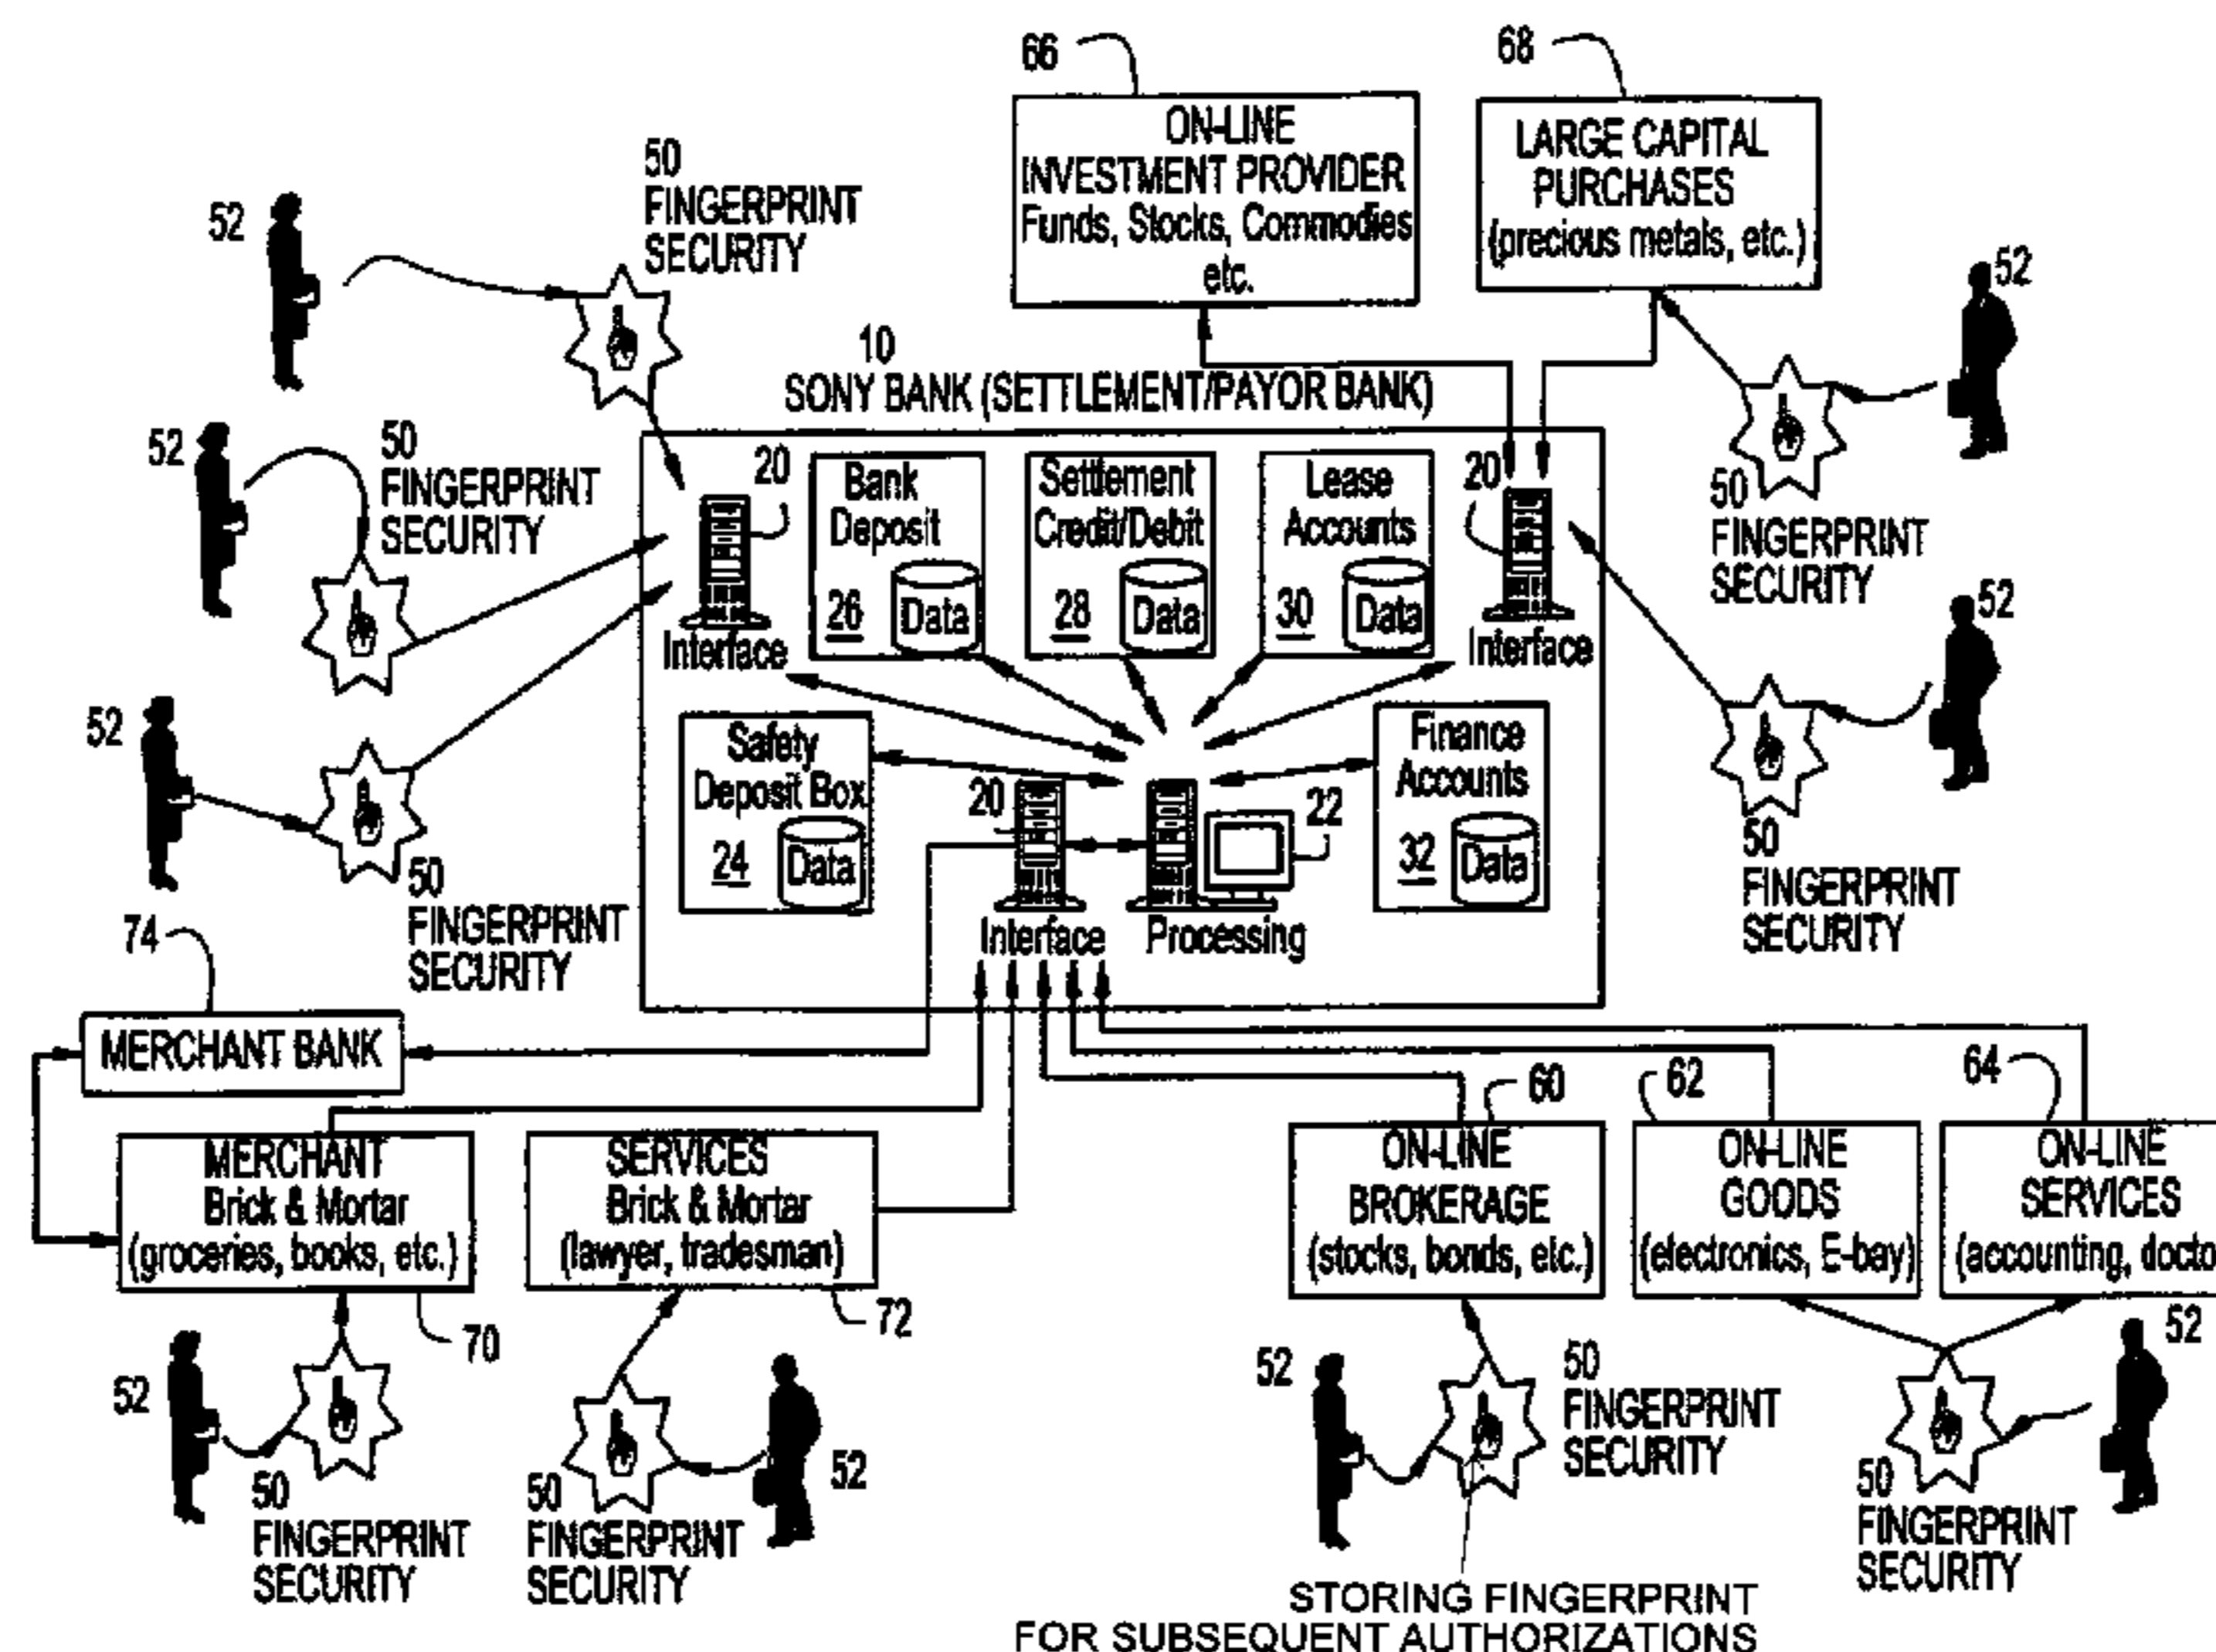 66
ON-LINE
INVESTMENT PROVIDER
Funds, Stocks, Commodies
etc.
68
LARGE CAPITAL
PURCHASES
(precious metals, etc.)
52
50
FINGERPRINT
SECURITY
52
50
FINGERPRINT
SECURITY
52
50
FINGERPRINT
SECURITY
52
50
FINGERPRINT
SECURITY
52
50
FINGERPRINT
SECURITY
10
SONY BANK (SETTLEMENT/PAYOR BANK)
20
Interface
Bank
Deposit
26
Data
Settlement
Credit/Debit
28
Data
Lease
Accounts
30
Data
20
Interface
Safety
Deposit Box
24
Data
20
Interface
22
Processing
Finance
Accounts
32
Data
74
MERCHANT BANK
MERCHANT
Brick & Mortar
(groceries, books, etc.)
70
SERVICES
Brick & Mortar
(lawyer, tradesman)
72
60
ON-LINE
BROKERAGE
(stocks, bonds, etc.)
62
ON-LINE
GOODS
(electronics, E-bay)
64
ON-LINE
SERVICES
(accounting, docto
52
50
FINGERPRINT
SECURITY
50
FINGERPRINT
SECURITY
52
52
50
FINGERPRINT
SECURITY
50
FINGERPRINT
SECURITY
52
STORING FINGERPRINT
FOR SUBSEQUENT AUTHORIZATIONS